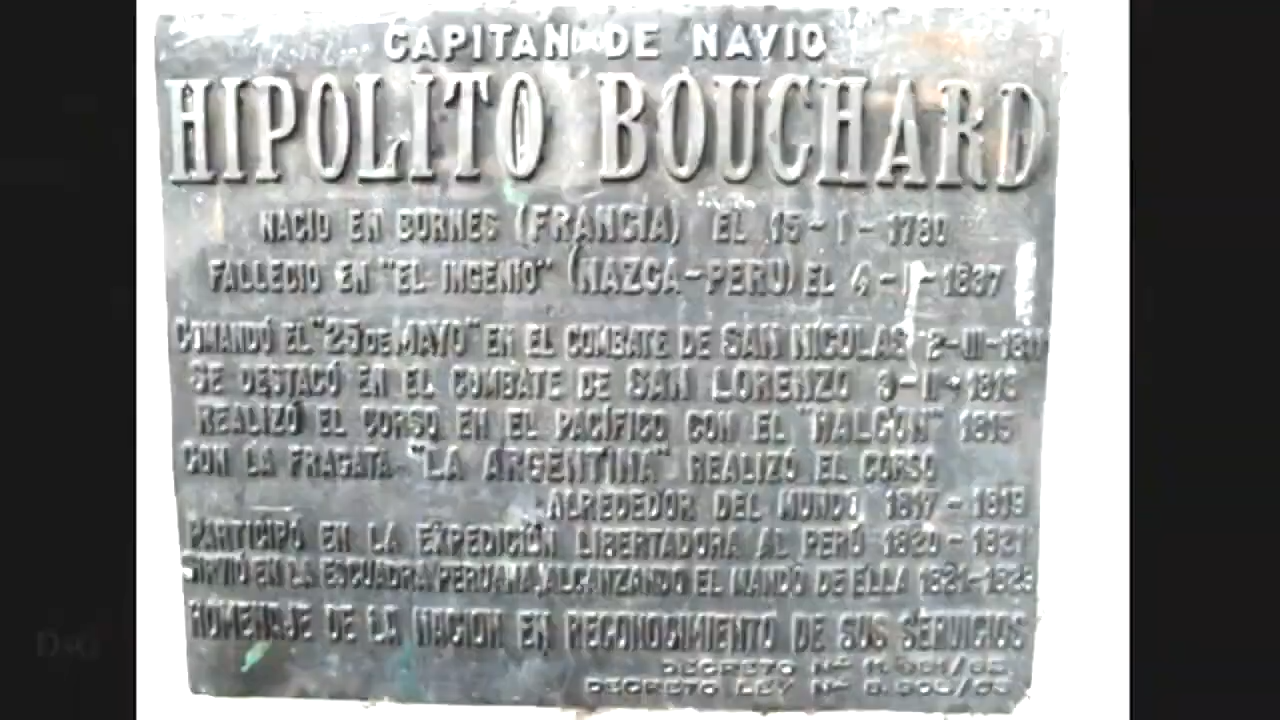 CAPITAN DE NAVIO
HIPOLITO BOUCHARD
NACIO EN BORMES (FRANCIA) EL 15-1-1780
FALLECIO EN "EL INGENIO" (NAZCA-PERU) EL 4-I-1837
COMANDÓ EL "25 DE MAYO" EN EL COMBATE DE SAN NICOLAS 2-III-1811
SE DESTACÓ EN EL COMBATE DE SAN LORENZO 3-II-1813
REALIZÓ EL CORSO EN EL PACÍFICO CON EL "HALCON" 1815
CON LA FRAGATA "LA ARGENTINA" REALIZÓ EL CORSO
ALREDEDOR DEL MUNDO 1817-1819
PARTICIPÓ EN LA EXPEDICIÓN LIBERTADORA AL PERÚ 1820-1821
SIRVIÓ EN LA ESCUADRA PERUANA, ALCANZANDO EL MANDO DE ELLA
HOMENAJE DE LA NACION EN RECONOCIMIENTO DE SUS SERVICIOS
DECRETO Nº
DECRETO LEY Nº